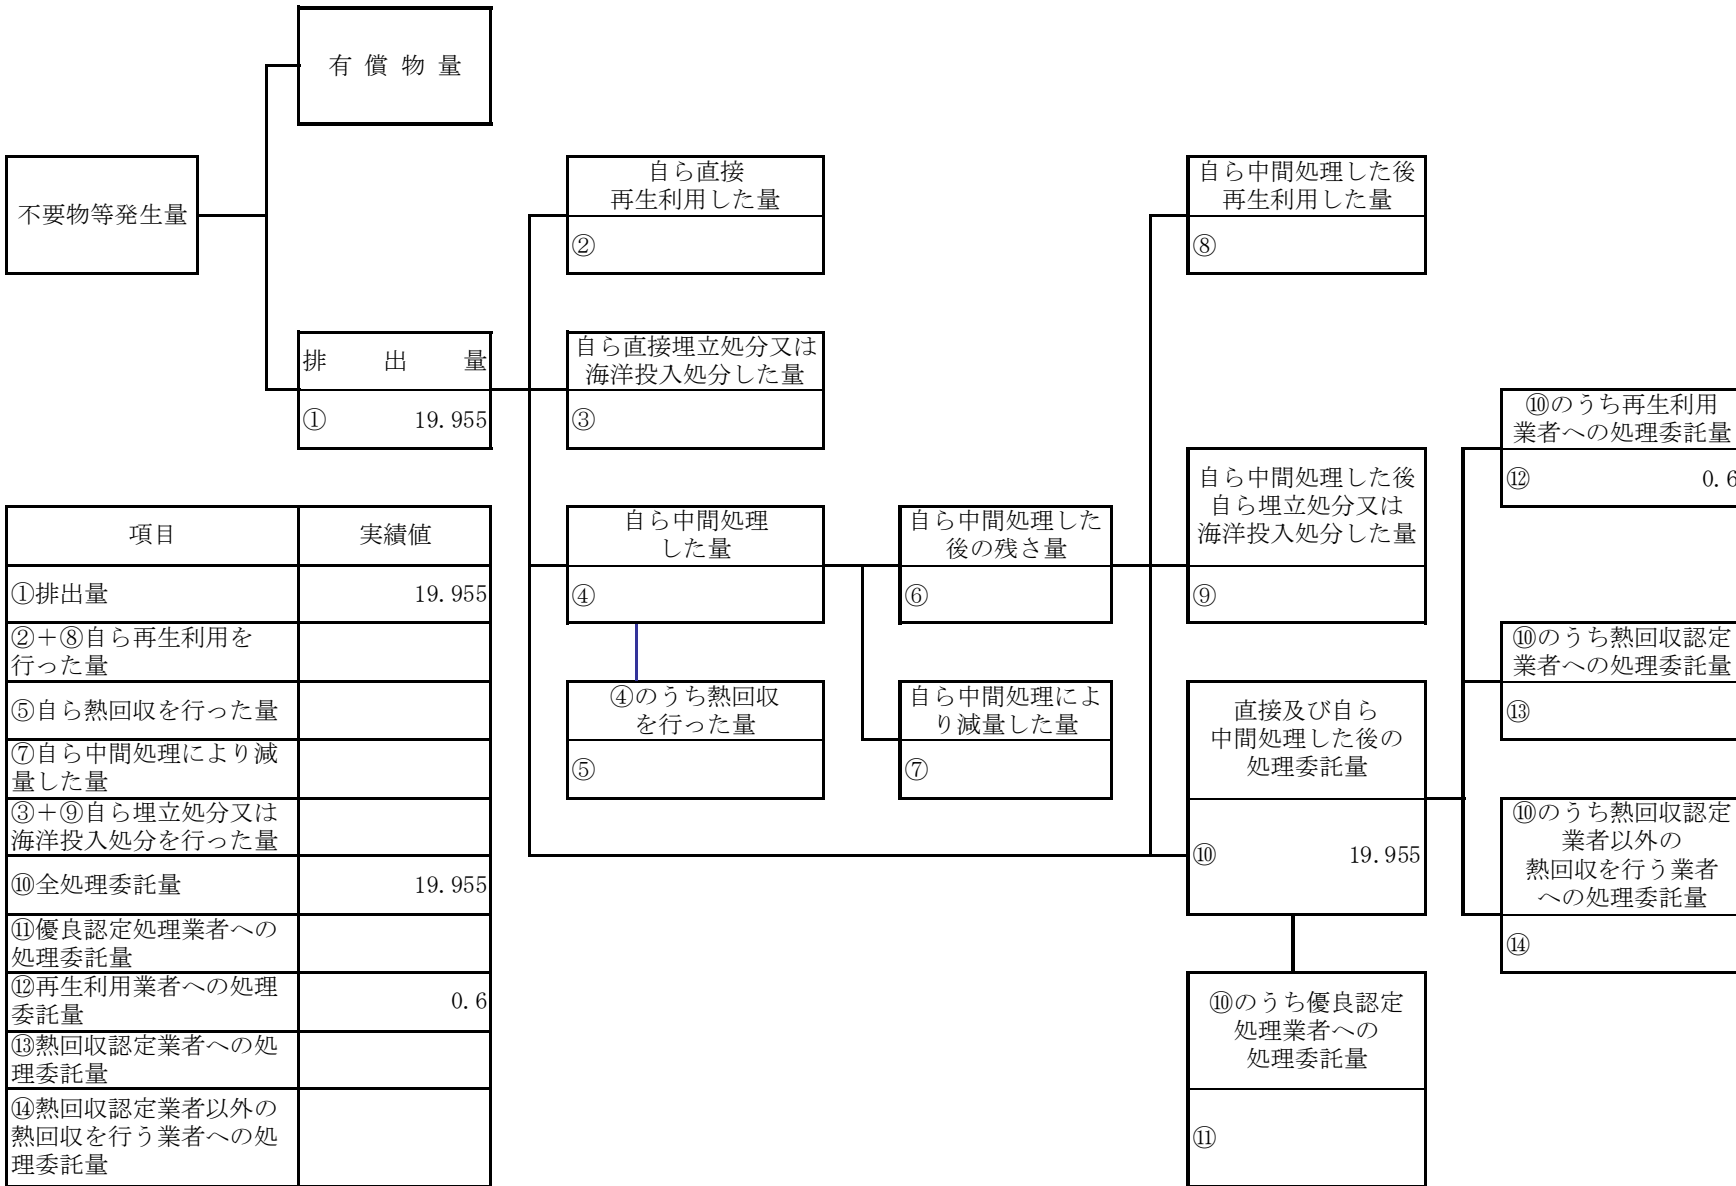 有 償 物 量
不要物等発生量
自ら直接
再生利用した量
②
自ら中間処理した後
再生利用した量
⑧
排 出 量
① 19.955
自ら直接埋立処分又は
海洋投入処分した量
③
⑩のうち再生利用
業者への処理委託量
⑫ 0.6
自ら中間処理した後
自ら埋立処分又は
海洋投入処分した量
⑨
自ら中間処理
した量
④
自ら中間処理した
後の残さ量
⑥
⑩のうち熱回収認定
業者への処理委託量
⑬
④のうち熱回収
を行った量
⑤
自ら中間処理によ
り減量した量
⑦
直接及び自ら
中間処理した後の
処理委託量
⑩ 19.955
⑩のうち熱回収認定
業者以外の
熱回収を行う業者
への処理委託量
⑭
⑩のうち優良認定
処理業者への
処理委託量
⑪
項目 実績値
①排出量 19.955
②＋⑧自ら再生利用を
行った量
⑤自ら熱回収を行った量
⑦自ら中間処理により減
量した量
③＋⑨自ら埋立処分又は
海洋投入処分を行った量
⑩全処理委託量 19.955
⑪優良認定処理業者への
処理委託量
⑫再生利用業者への処理
委託量 0.6
⑬熱回収認定業者への処
理委託量
⑭熱回収認定業者以外の
熱回収を行う業者への処
理委託量